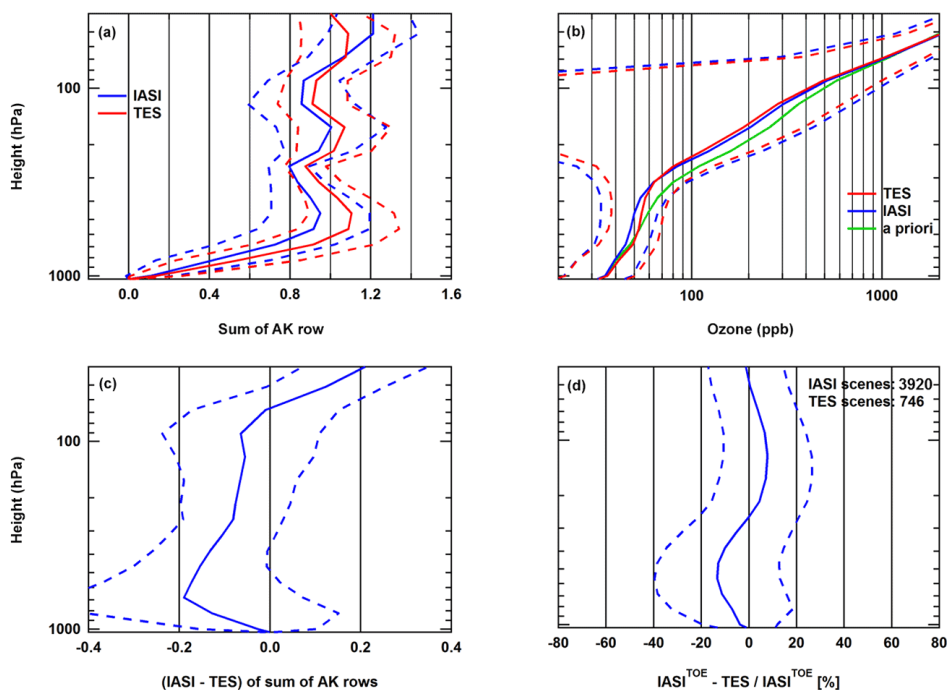 (a)
IASI
TES
Height (hPa)
100
1000
0.0 0.4 0.8 1.2 1.6
Sum of AK row
(b)
TES
IASI
a priori
100 1000
Ozone (ppb)
(c)
Height (hPa)
100
1000
-0.4 -0.2 0.0 0.2 0.4
(IASI - TES) of sum of AK rows
(d)
IASI scenes: 3920
TES scenes: 746
-80 -60 -40 -20 0 20 40 60 80
IASI^TOE - TES / IASI^TOE [%]